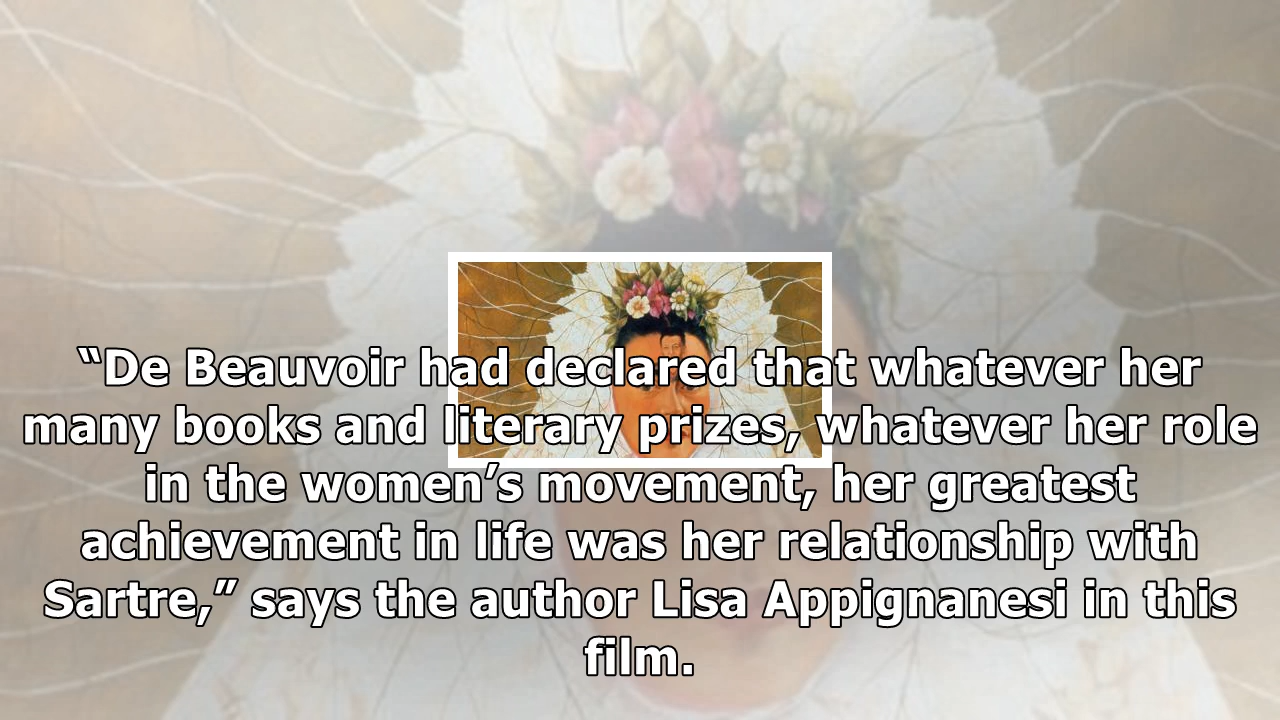 “De Beauvoir had declared that whatever her
many books and literary prizes, whatever her role
in the women’s movement, her greatest
achievement in life was her relationship with
Sartre,” says the author Lisa Appignanesi in this
film.